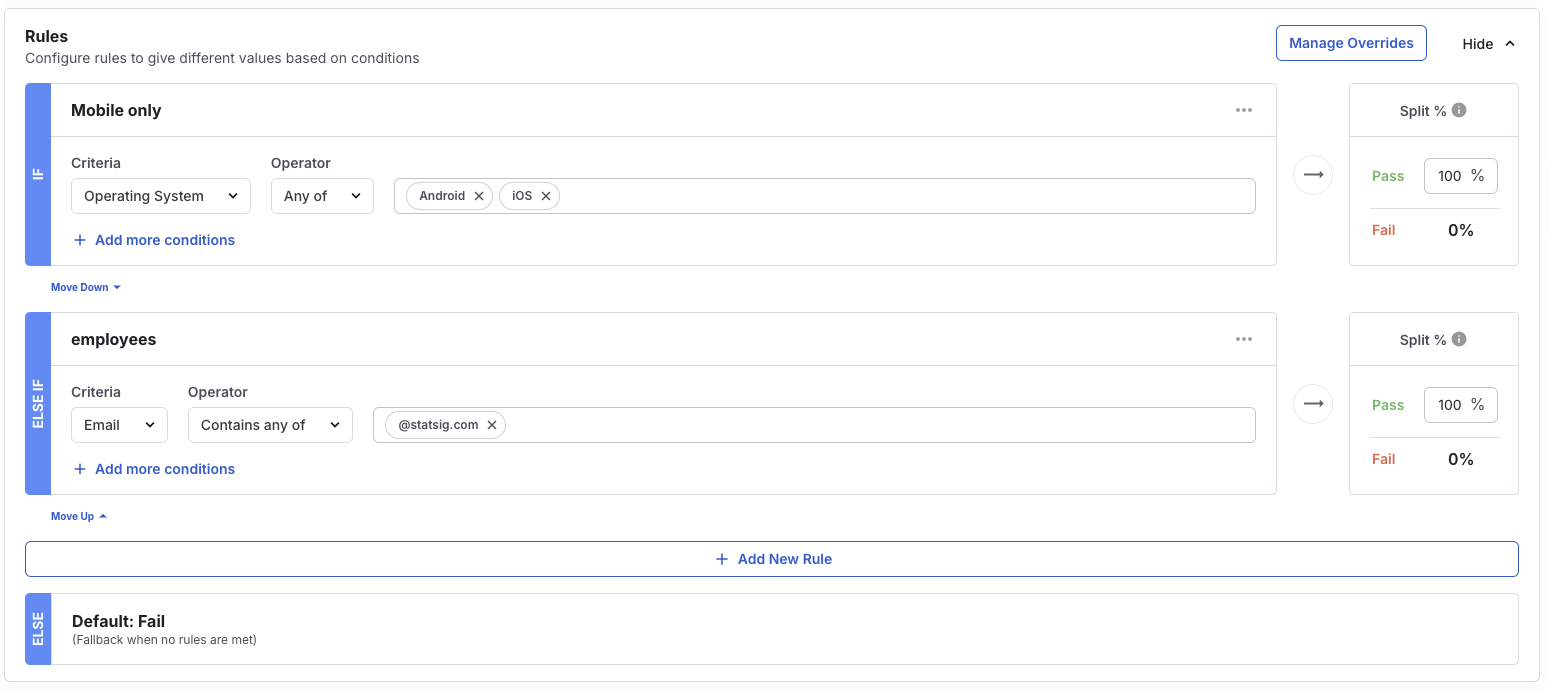 Rules
Configure rules to give different values based on conditions
Manage Overrides
Hide
IF
Mobile only
Split %
Criteria
Operator
Operating System
Any of
Android
iOS
Pass
100 %
Fail
0%
Add more conditions
Move Down
ELSE IF
employees
Split %
Criteria
Operator
Email
Contains any of
@statsig.com
Pass
100 %
Fail
0%
Add more conditions
Move Up
Add New Rule
ELSE
Default: Fail
(Fallback when no rules are met)